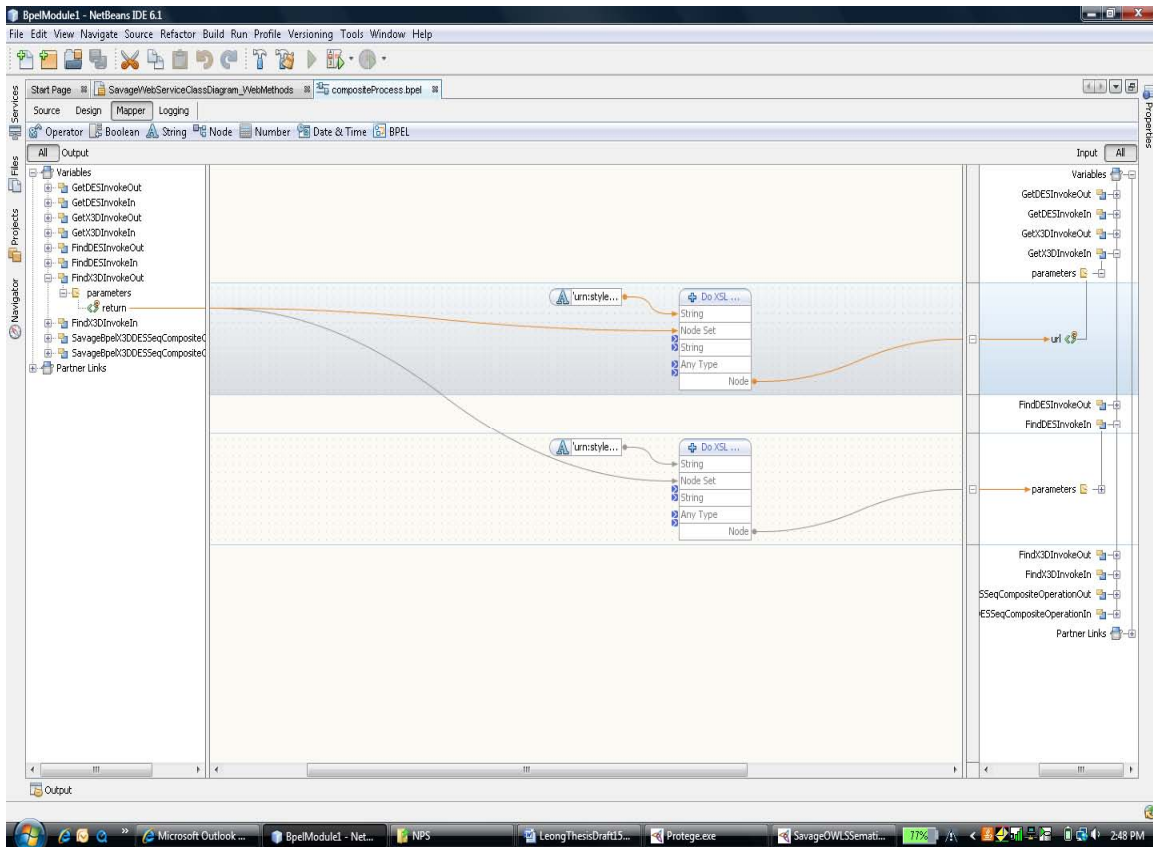 BpelModule1 - NetBeans IDE 6.1
File Edit View Navigate Source Refactor Build Run Profile Versioning Tools Window Help
Start Page SavageWebServiceClassDiagram_WebMethods compositeProcess.bpel
Source Design Mapper Logging
Operator Boolean String Node Number Date & Time BPEL
All Output
Input All
Services
Files
Projects
Navigator
Properties
Variables
GetDESInvokeOut
GetDESInvokeIn
GetX3DInvokeOut
GetX3DInvokeIn
FindDESInvokeOut
FindDESInvokeIn
FindX3DInvokeOut
parameters
return
FindX3DInvokeIn
SavageBpelX3DDESSeqCompositeO
SavageBpelX3DDESSeqCompositeO
Partner Links
'urn:style...
Do XSL ...
String
Node Set
String
Any Type
Node
'urn:style...
Do XSL ...
String
Node Set
String
Any Type
Node
Variables
GetDESInvokeOut
GetDESInvokeIn
GetX3DInvokeOut
GetX3DInvokeIn
parameters
url
FindDESInvokeOut
FindDESInvokeIn
parameters
FindX3DInvokeOut
FindX3DInvokeIn
SSeqCompositeOperationOut
ESSeqCompositeOperationIn
Partner Links
Output
Microsoft Outlook ... BpelModule1 - Net... NPS LeongThesisDraft15... Protege.exe SavageOWLSSemati... 77% 2:48 PM